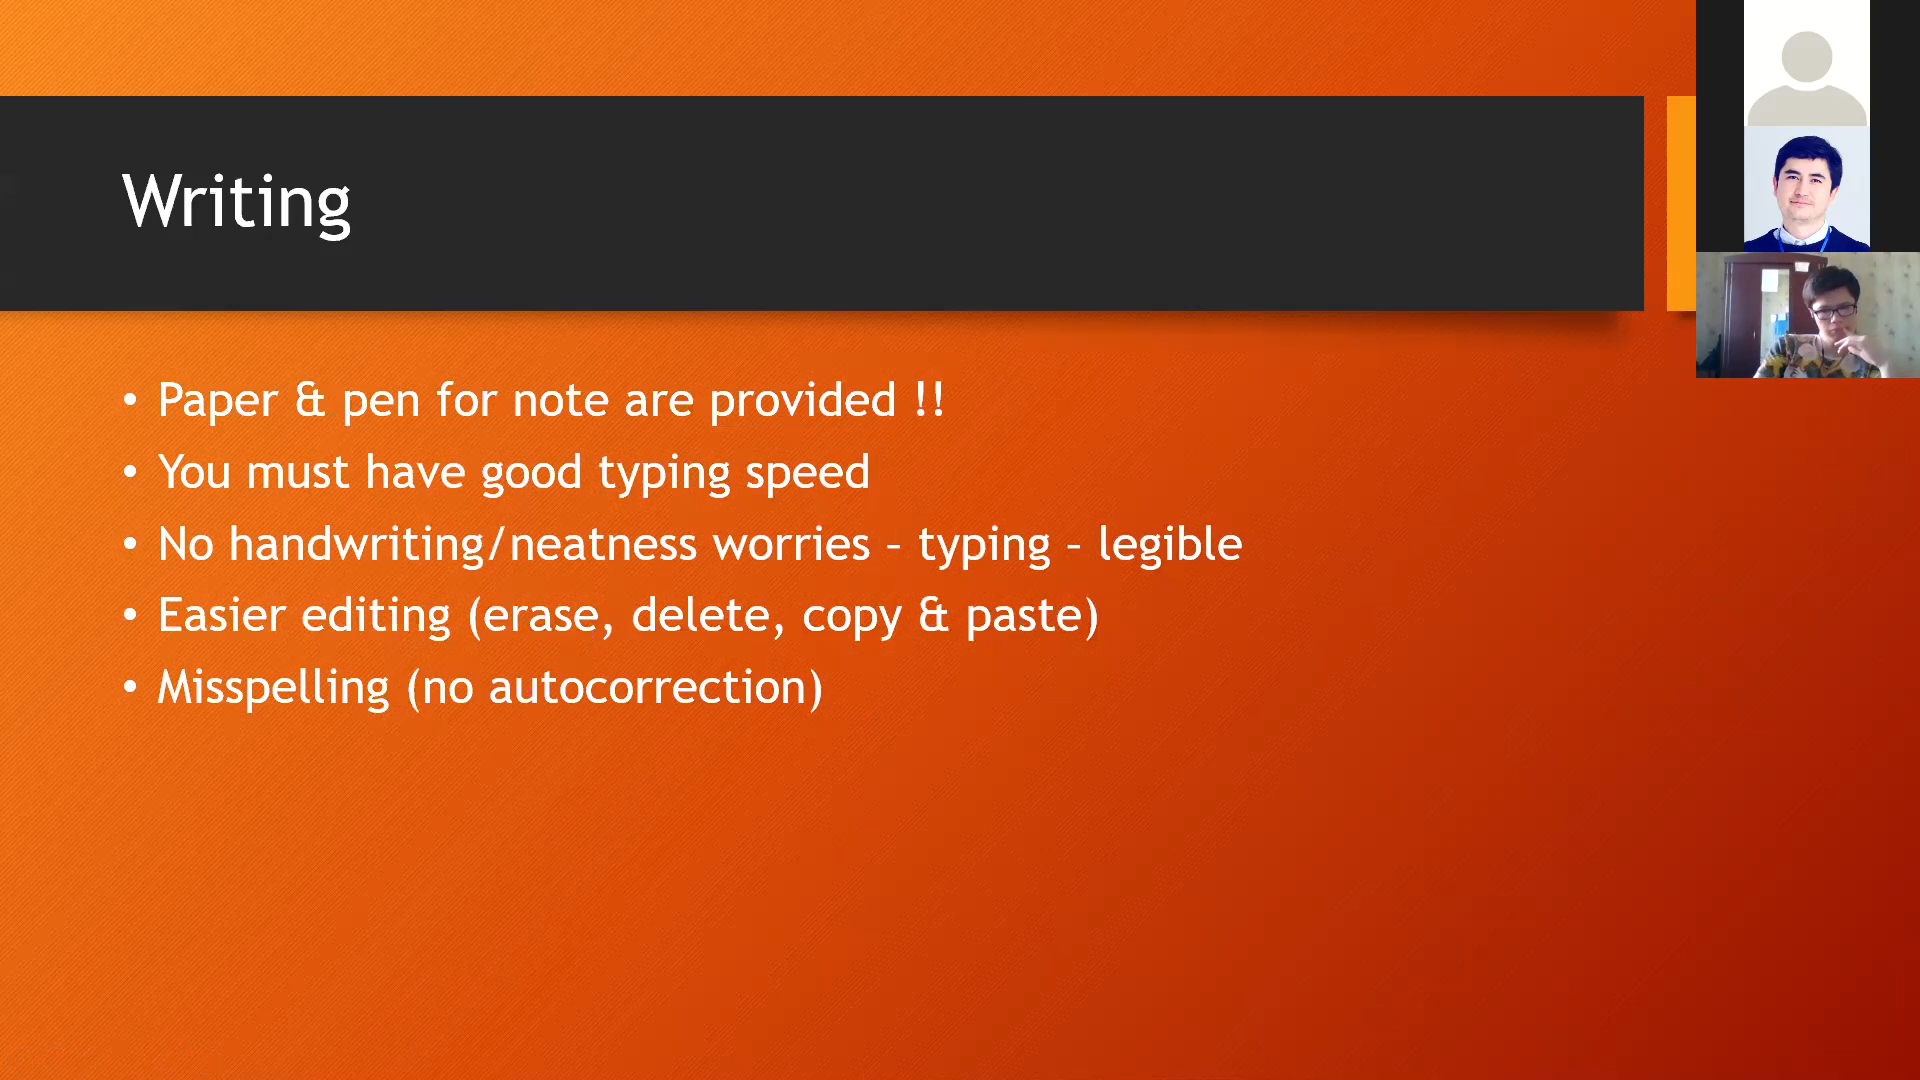 Writing
• Paper & pen for note are provided !!
• You must have good typing speed
• No handwriting/neatness worries – typing – legible
• Easier editing (erase, delete, copy & paste)
• Misspelling (no autocorrection)